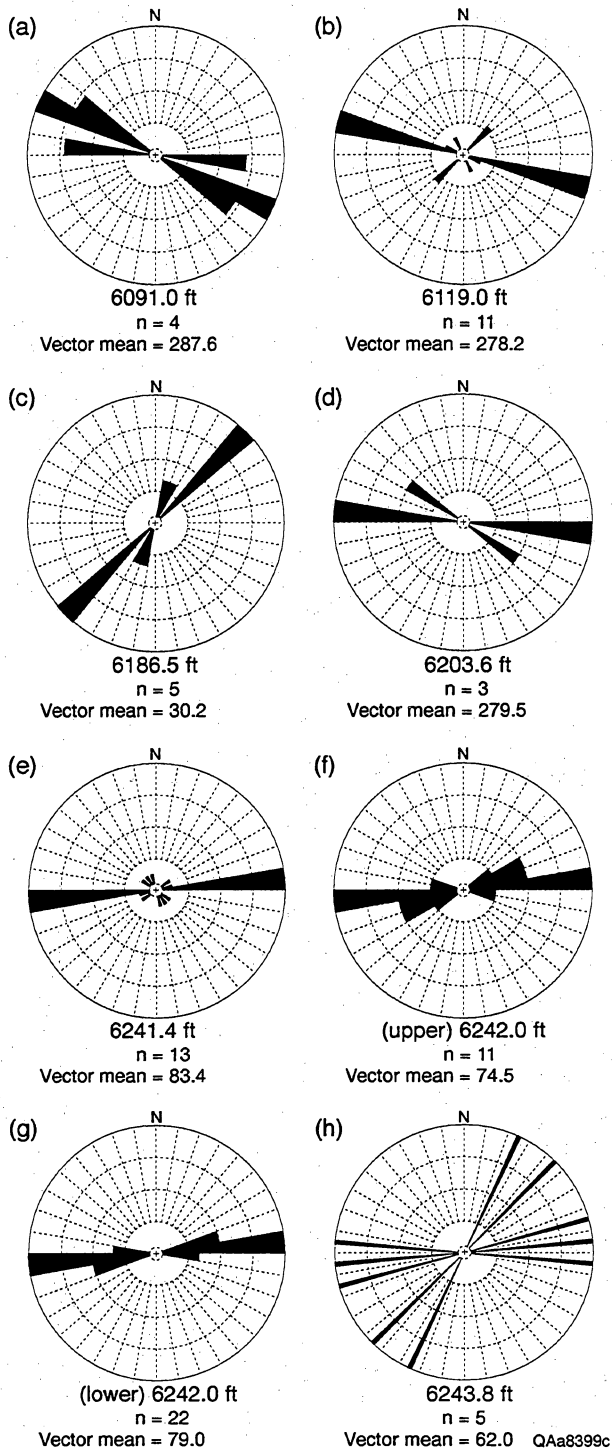 (a)
N
6091.0 ft
n = 4
Vector mean = 287.6
(b)
N
6119.0 ft
n = 11
Vector mean = 278.2
(c)
N
6186.5 ft
n = 5
Vector mean = 30.2
(d)
N
6203.6 ft
n = 3
Vector mean = 279.5
(e)
N
6241.4 ft
n = 13
Vector mean = 83.4
(f)
N
(upper) 6242.0 ft
n = 11
Vector mean = 74.5
(g)
N
(lower) 6242.0 ft
n = 22
Vector mean = 79.0
(h)
N
6243.8 ft
n = 5
Vector mean = 62.0
QAa8399c